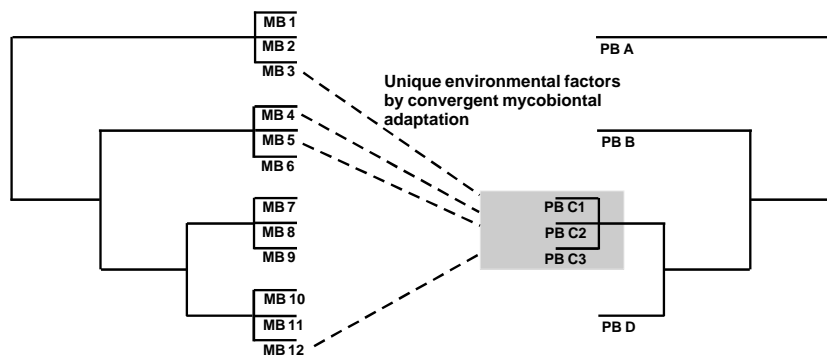 MB 1
MB 2
MB 3
MB 4
MB 5
MB 6
MB 7
MB 8
MB 9
MB 10
MB 11
MB 12
Unique environmental factors
by convergent mycobiontal
adaptation
PB A
PB B
PB C1
PB C2
PB C3
PB D